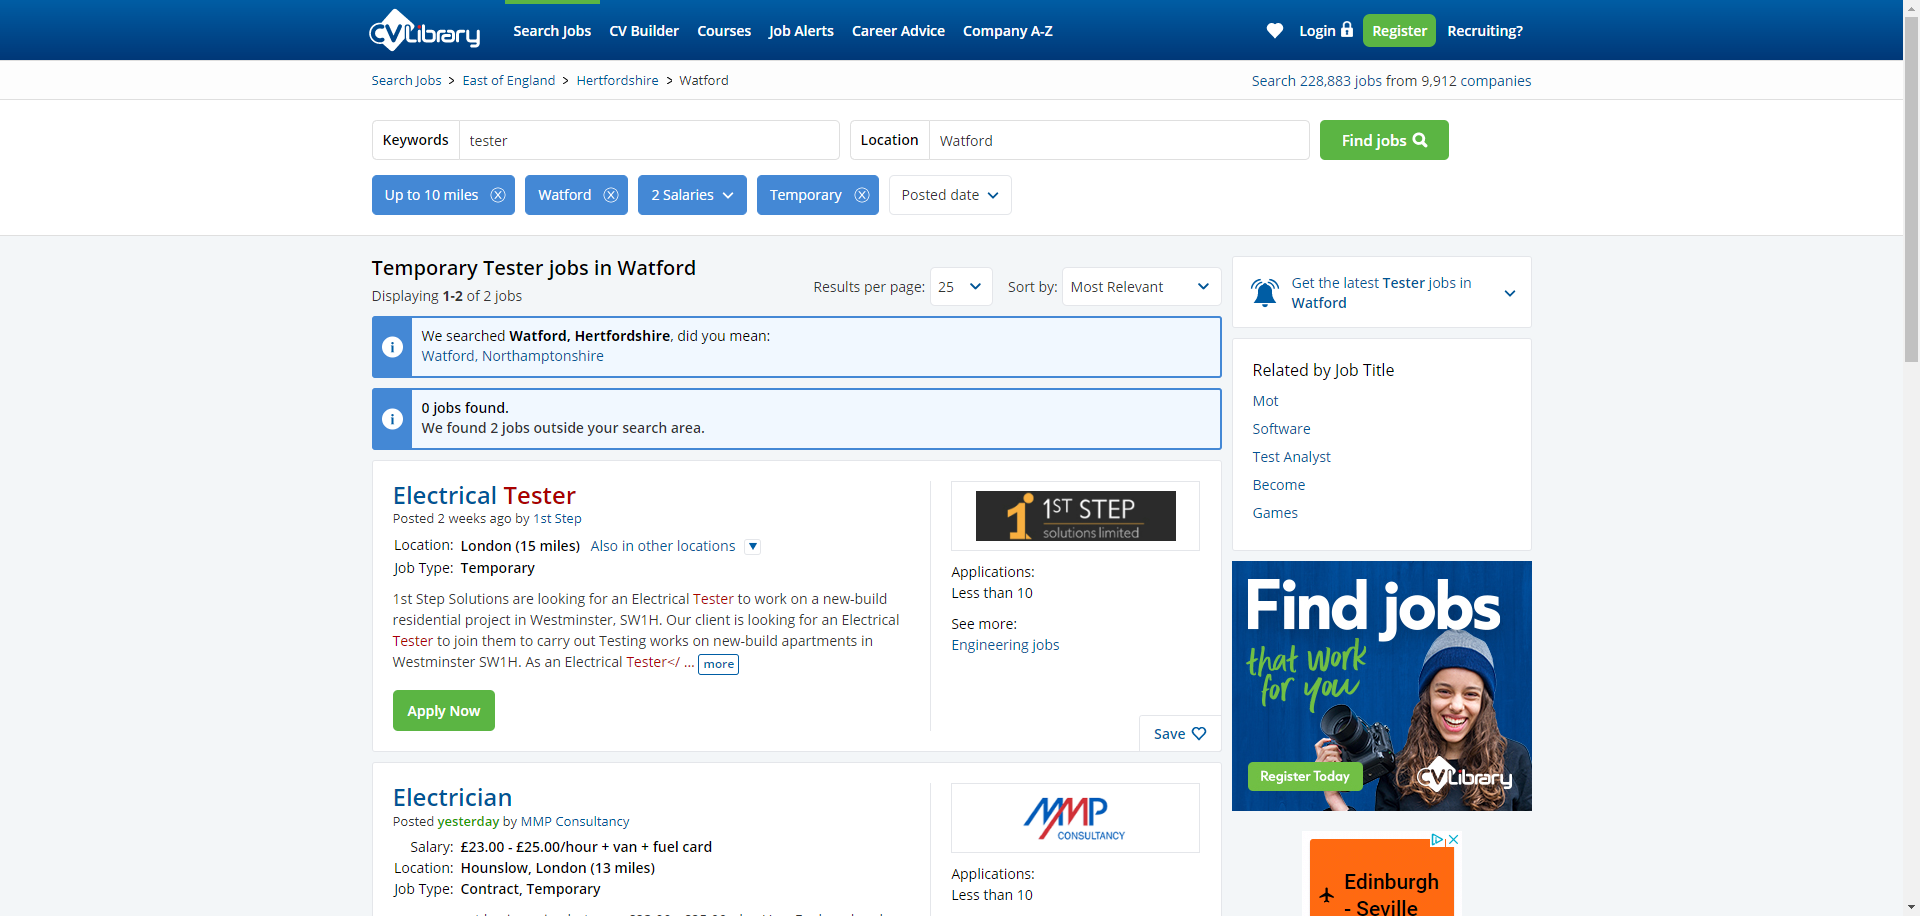 CV Library
Search Jobs CV Builder Courses Job Alerts Career Advice Company A-Z
Login Register Recruiting?
Search Jobs > East of England > Hertfordshire > Watford
Search 228,883 jobs from 9,912 companies
Keywords tester
Location Watford
Find jobs
Up to 10 miles Watford 2 Salaries Temporary Posted date
Temporary Tester jobs in Watford
Displaying 1-2 of 2 jobs
Results per page: 25 Sort by: Most Relevant
We searched Watford, Hertfordshire, did you mean:
Watford, Northamptonshire
0 jobs found.
We found 2 jobs outside your search area.
Electrical Tester
Posted 2 weeks ago by 1st Step
Location: London (15 miles) Also in other locations
Job Type: Temporary
1st Step Solutions are looking for an Electrical Tester to work on a new-build
residential project in Westminster, SW1H. Our client is looking for an Electrical
Tester to join them to carry out Testing works on new-build apartments in
Westminster SW1H. As an Electrical Tester</ ... more
Apply Now
1ST STEP
solutions limited
Applications:
Less than 10
See more:
Engineering jobs
Save
Electrician
Posted yesterday by MMP Consultancy
Salary: £23.00 - £25.00/hour + van + fuel card
Location: Hounslow, London (13 miles)
Job Type: Contract, Temporary
MMP
CONSULTANCY
Applications:
Less than 10
Get the latest Tester jobs in
Watford
Related by Job Title
Mot
Software
Test Analyst
Become
Games
Find jobs
that work
for you
Register Today
CV Library
Edinburgh
- Seville